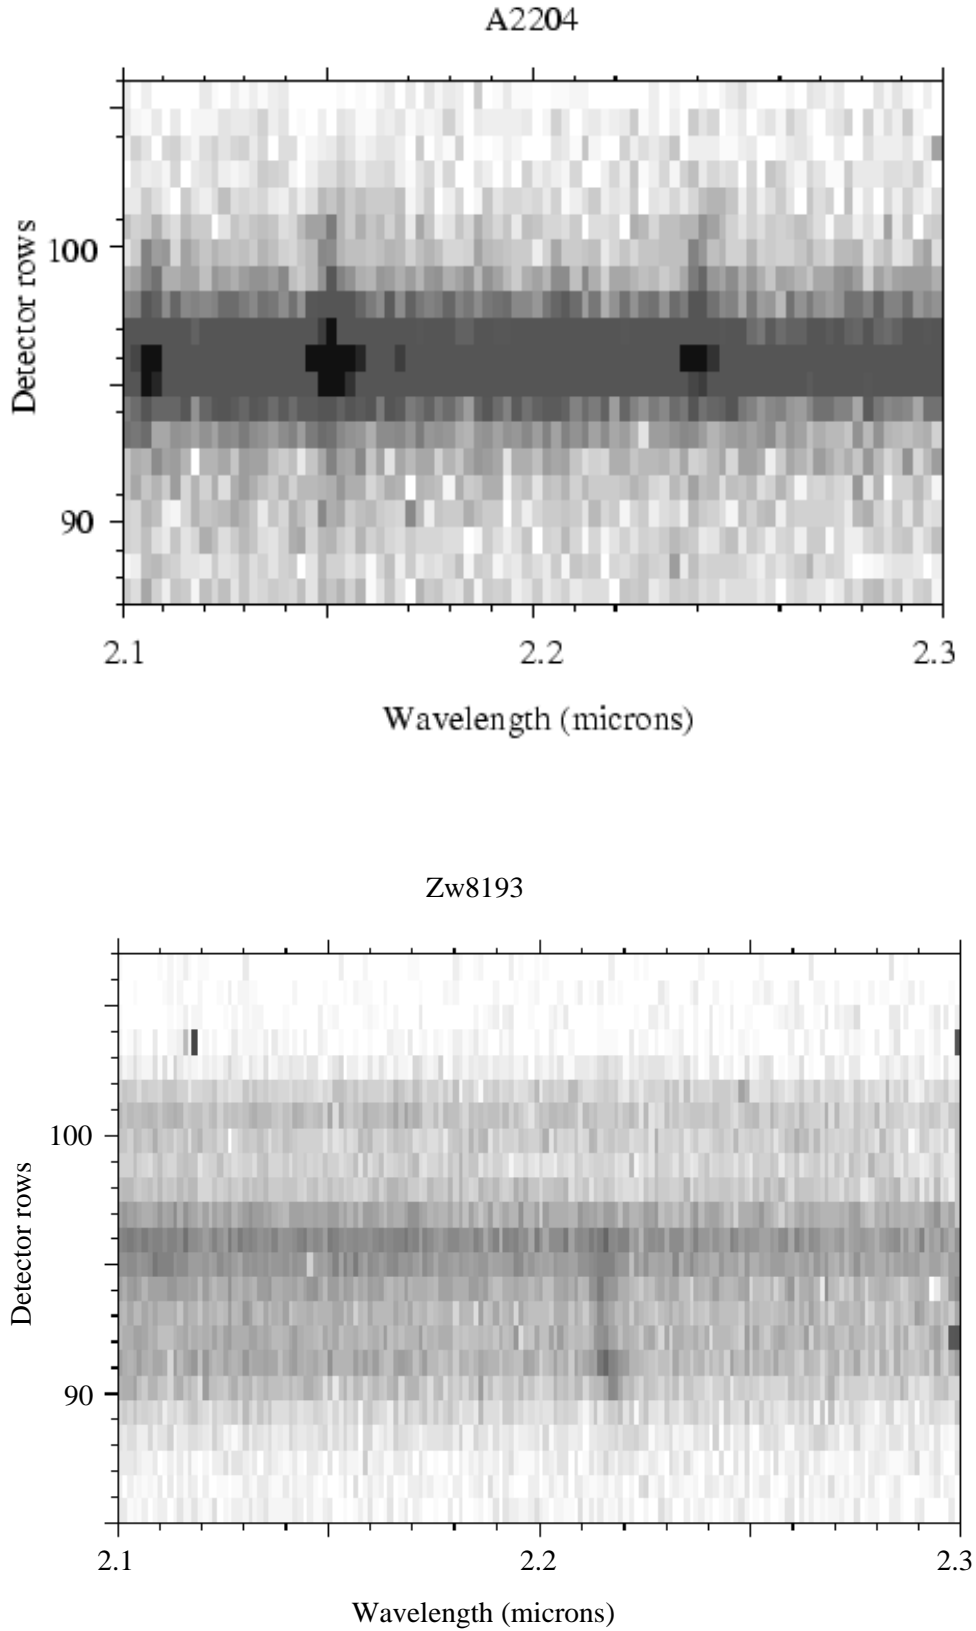 A2204
Detector rows
100
90
2.1 2.2 2.3
Wavelength (microns)
Zw8193
Detector rows
100
90
2.1 2.2 2.3
Wavelength (microns)